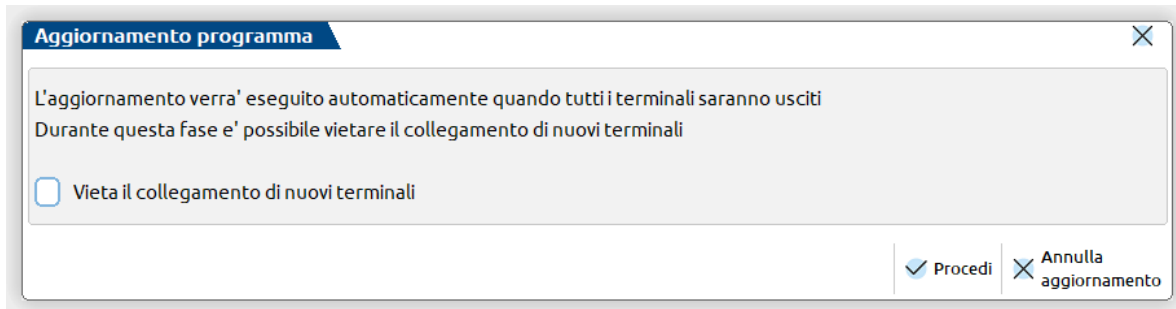 Aggiornamento programma
L'aggiornamento verra' eseguito automaticamente quando tutti i terminali saranno usciti
Durante questa fase e' possibile vietare il collegamento di nuovi terminali
Vieta il collegamento di nuovi terminali
Procedi
Annulla
aggiornamento